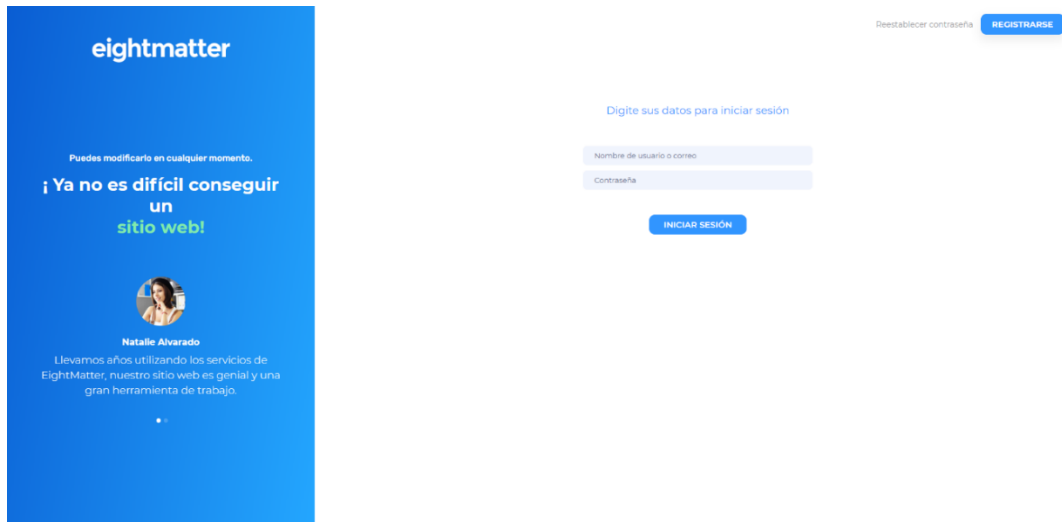 eightmatter
Puedes modificarlo en cualquier momento.
¡ Ya no es difícil conseguir
un
sitio web!
Natalie Alvarado
Llevamos años utilizando los servicios de
EightMatter, nuestro sitio web es genial y una
gran herramienta de trabajo.
Reestablecer contraseña
REGISTRARSE
Digite sus datos para iniciar sesión
Nombre de usuario o correo
Contraseña
INICIAR SESIÓN